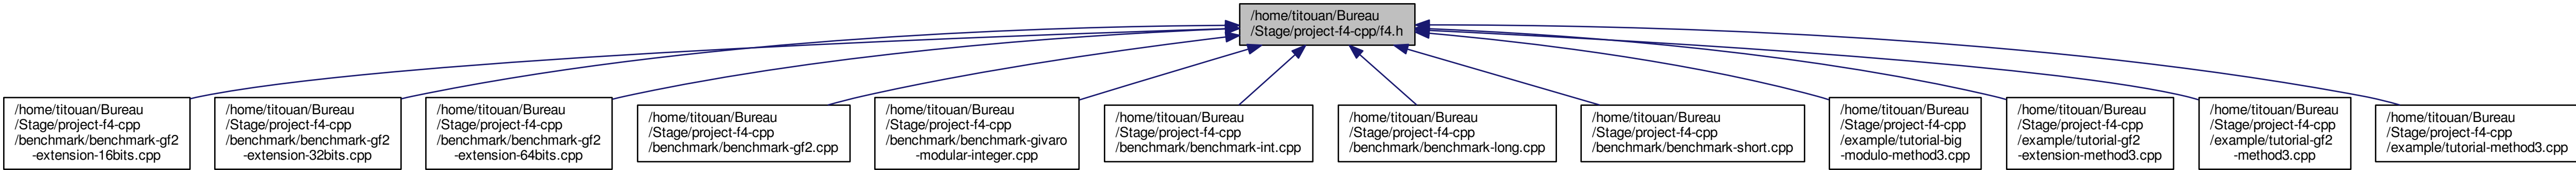 /home/titouan/Bureau
/Stage/project-f4-cpp/f4.h
/home/titouan/Bureau
/Stage/project-f4-cpp
/benchmark/benchmark-gf2
-extension-16bits.cpp
/home/titouan/Bureau
/Stage/project-f4-cpp
/benchmark/benchmark-gf2
-extension-32bits.cpp
/home/titouan/Bureau
/Stage/project-f4-cpp
/benchmark/benchmark-gf2
-extension-64bits.cpp
/home/titouan/Bureau
/Stage/project-f4-cpp
/benchmark/benchmark-gf2.cpp
/home/titouan/Bureau
/Stage/project-f4-cpp
/benchmark/benchmark-givaro
-modular-integer.cpp
/home/titouan/Bureau
/Stage/project-f4-cpp
/benchmark/benchmark-int.cpp
/home/titouan/Bureau
/Stage/project-f4-cpp
/benchmark/benchmark-long.cpp
/home/titouan/Bureau
/Stage/project-f4-cpp
/benchmark/benchmark-short.cpp
/home/titouan/Bureau
/Stage/project-f4-cpp
/example/tutorial-big
-modulo-method3.cpp
/home/titouan/Bureau
/Stage/project-f4-cpp
/example/tutorial-gf2
-extension-method3.cpp
/home/titouan/Bureau
/Stage/project-f4-cpp
/example/tutorial-gf2
-method3.cpp
/home/titouan/Bureau
/Stage/project-f4-cpp
/example/tutorial-method3.cpp